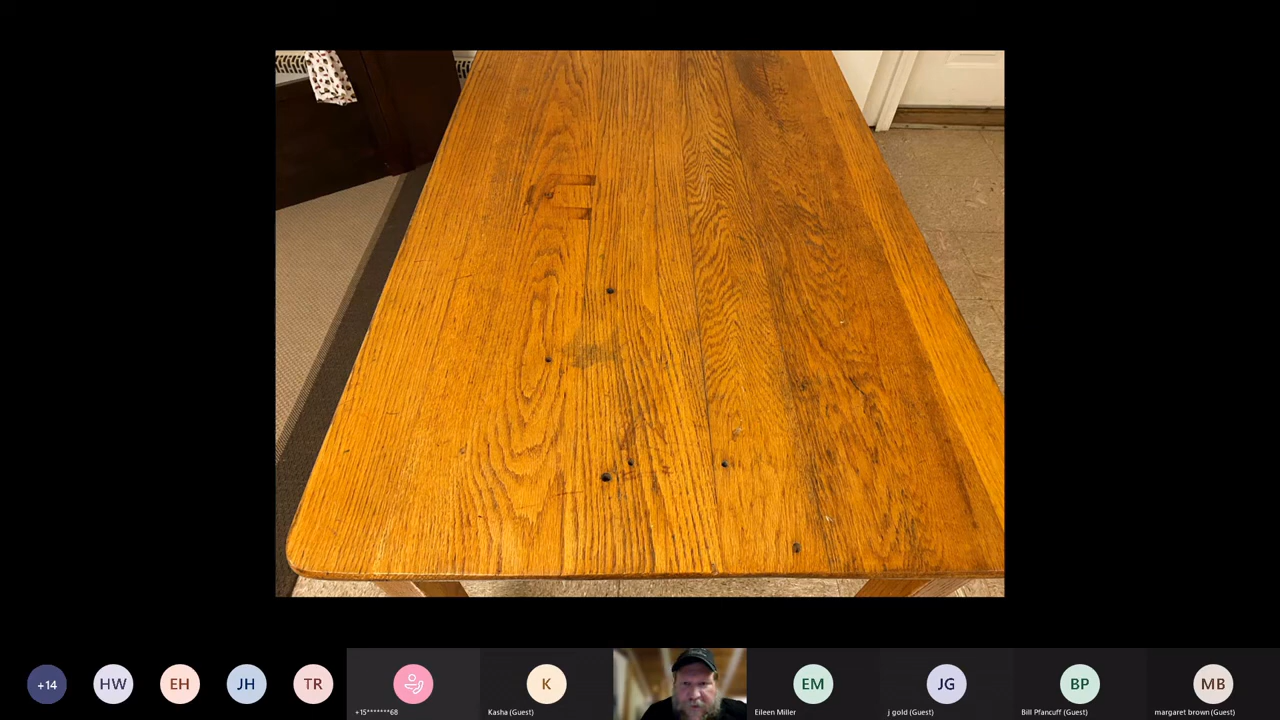 +14
HW
EH
JH
TR
K
EM
JG
BP
MB
+15*******68
Kasha (Guest)
Eileen Miller
j gold (Guest)
Bill Pfancuff (Guest)
margaret brown (Guest)